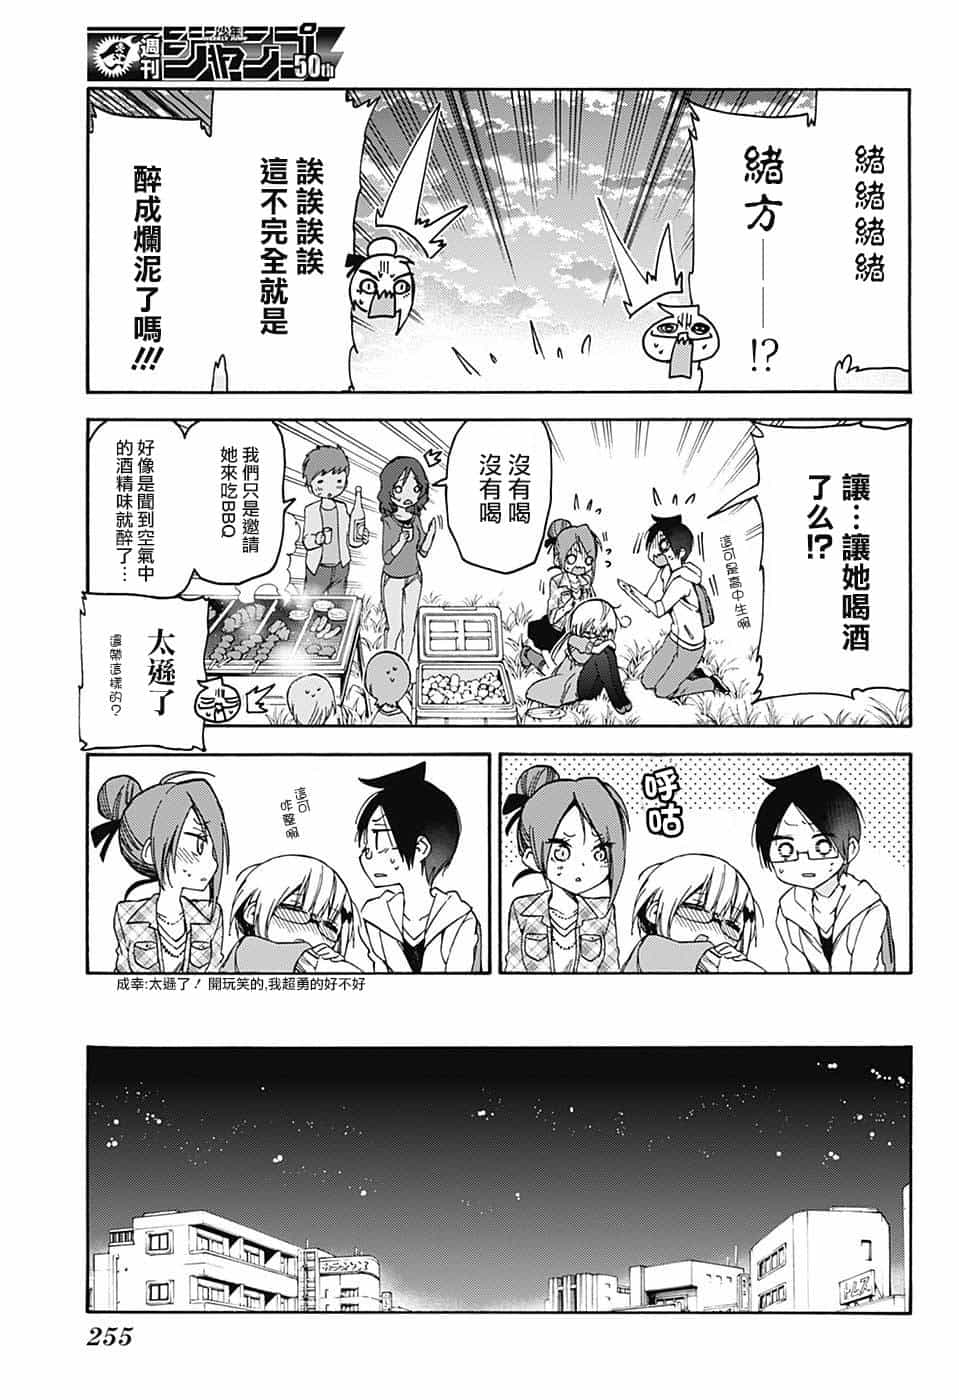 週刊
少年
ジャンプ
50th
緒緒緒緒
緒方——!?
誒誒誒誒
這不完全就是
醉成爛泥了嗎!!!
讓…讓她喝酒
了么!?
這可是高中生啊
沒有喝
沒有喝
我們只是邀請
她來吃BBQ
好像是聞到空氣中
的酒精味就醉了…
太遜了
還帶這樣的?
呼咕
這可
咋整啊
成幸:太遜了! 開玩笑的,我超勇的好不好
255